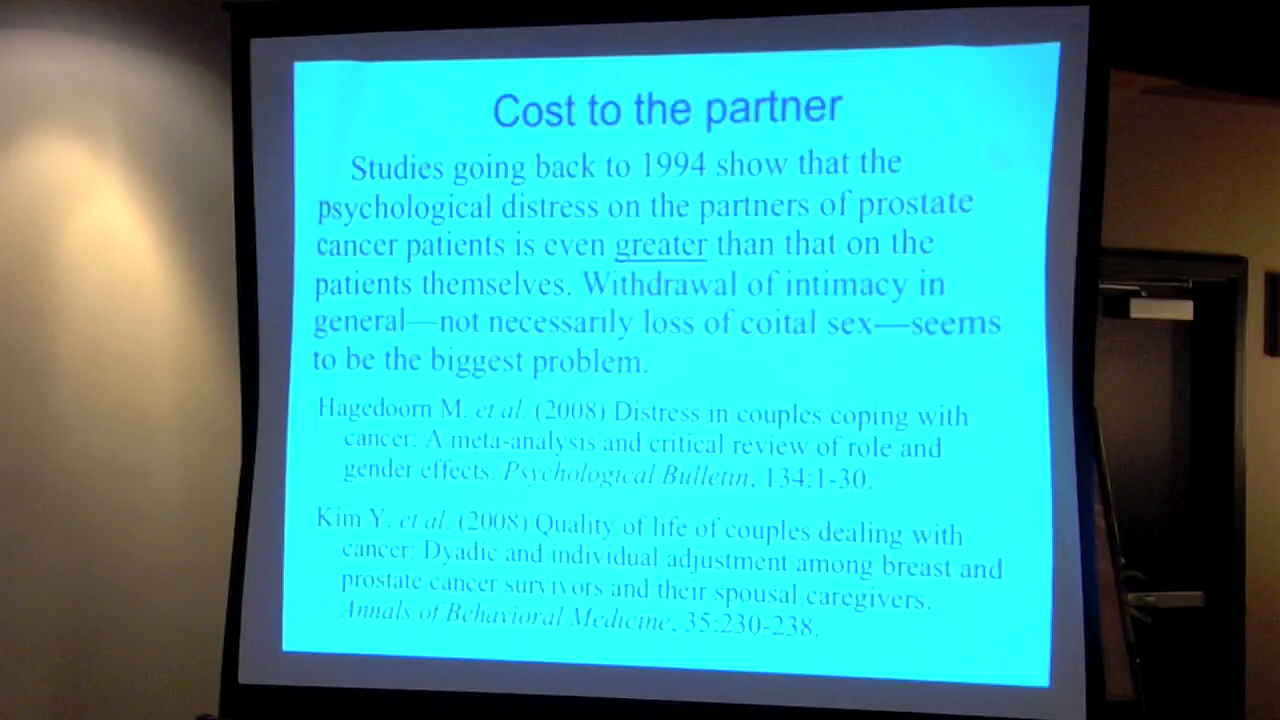 Cost to the partner
Studies going back to 1994 show that the
psychological distress on the partners of prostate
cancer patients is even greater than that on the
patients themselves. Withdrawal of intimacy in
general—not necessarily loss of coital sex—seems
to be the biggest problem.
Hagedoorn M. et al. (2008) Distress in couples coping with
cancer: A meta-analysis and critical review of role and
gender effects. Psychological Bulletin, 134:1-30.
Kim Y. et al. (2008) Quality of life of couples dealing with
cancer: Dyadic and individual adjustment among breast and
prostate cancer survivors and their spousal caregivers.
Annals of Behavioral Medicine, 35:230-238.